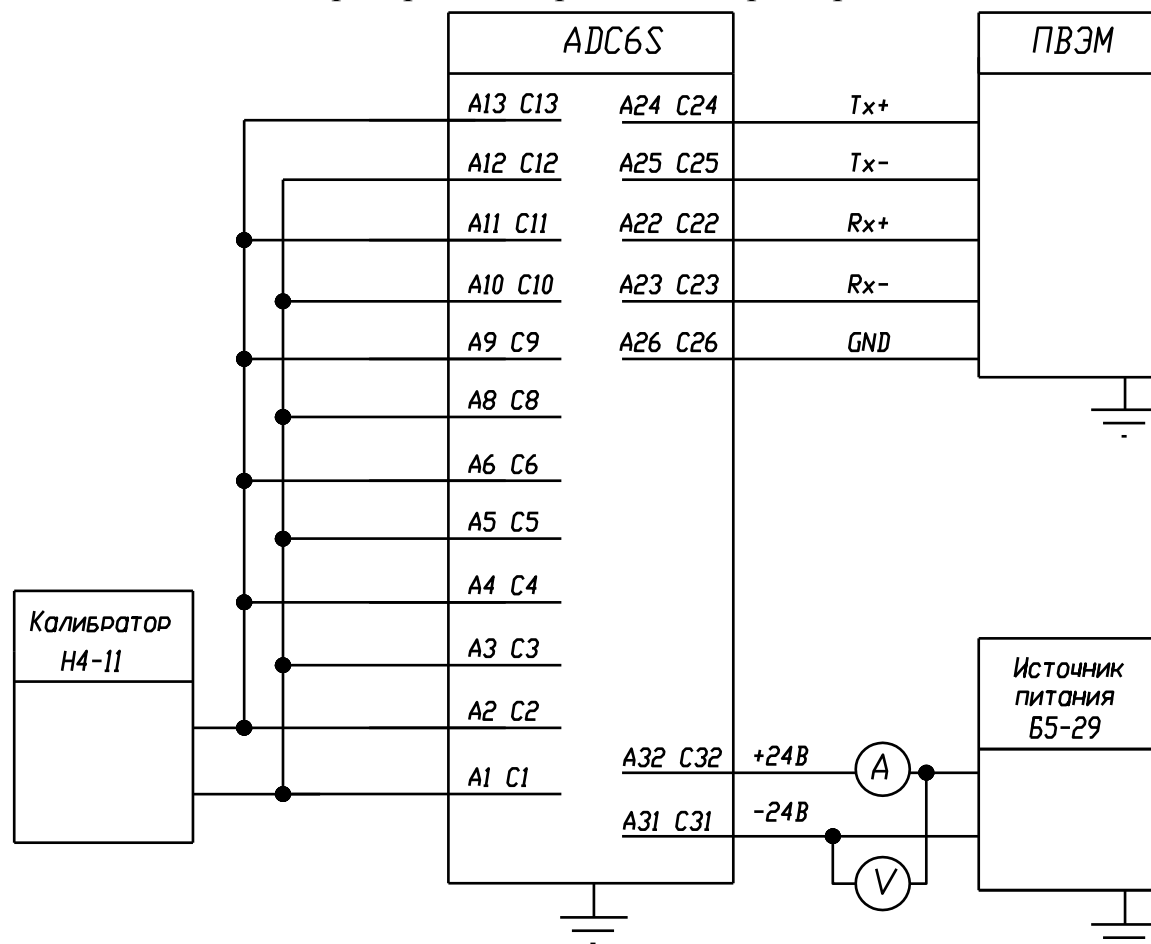 ADC6S
ПВЭМ
A13 C13
A12 C12
A11 C11
A10 C10
A9 C9
A8 C8
A6 C6
A5 C5
A4 C4
A3 C3
A2 C2
A1 C1
A24 C24
Tx+
A25 C25
Tx-
A22 C22
Rx+
A23 C23
Rx-
A26 C26
GND
Калибратор
Н4-11
Источник
питания
Б5-29
A32 C32
+24В
A
A31 C31
-24В
V